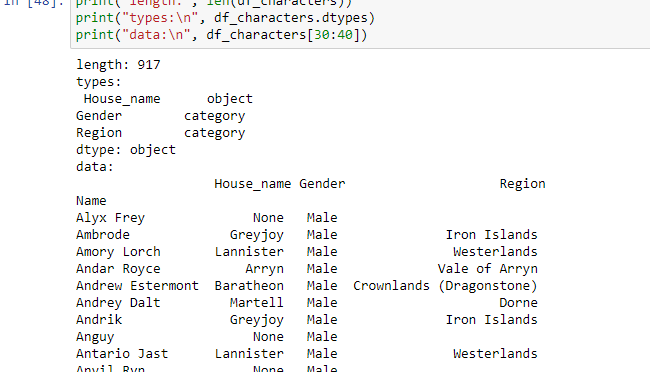 In [48]: print("length:", len(df_characters))
print("types:\n", df_characters.dtypes)
print("data:\n", df_characters[30:40])
length: 917
types:
House_name object
Gender category
Region category
dtype: object
data:
House_name Gender Region
Name
Alyx Frey None Male
Ambrode Greyjoy Male Iron Islands
Amory Lorch Lannister Male Westerlands
Andar Royce Arryn Male Vale of Arryn
Andrew Estermont Baratheon Male Crownlands (Dragonstone)
Andrey Dalt Martell Male Dorne
Andrik Greyjoy Male Iron Islands
Anguy None Male
Antario Jast Lannister Male Westerlands
Anvil Ryn None Male